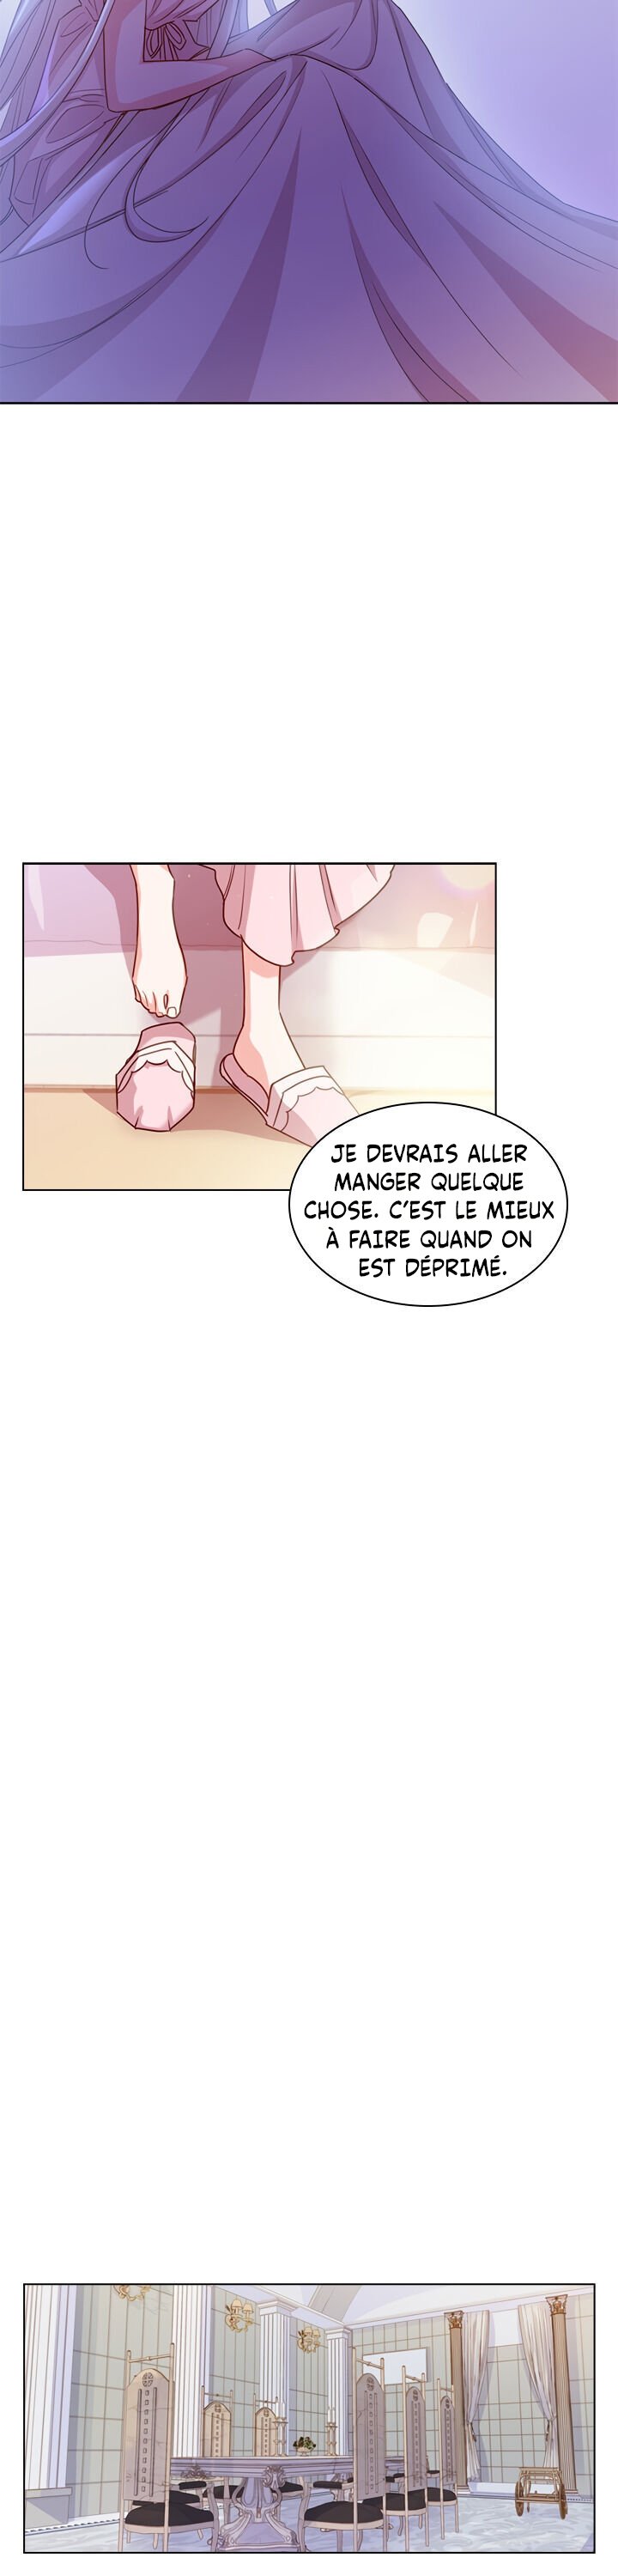 JE DEVRAIS ALLER
MANGER QUELQUE
CHOSE. C'EST LE MIEUX
À FAIRE QUAND ON
EST DÉPRIMÉ.